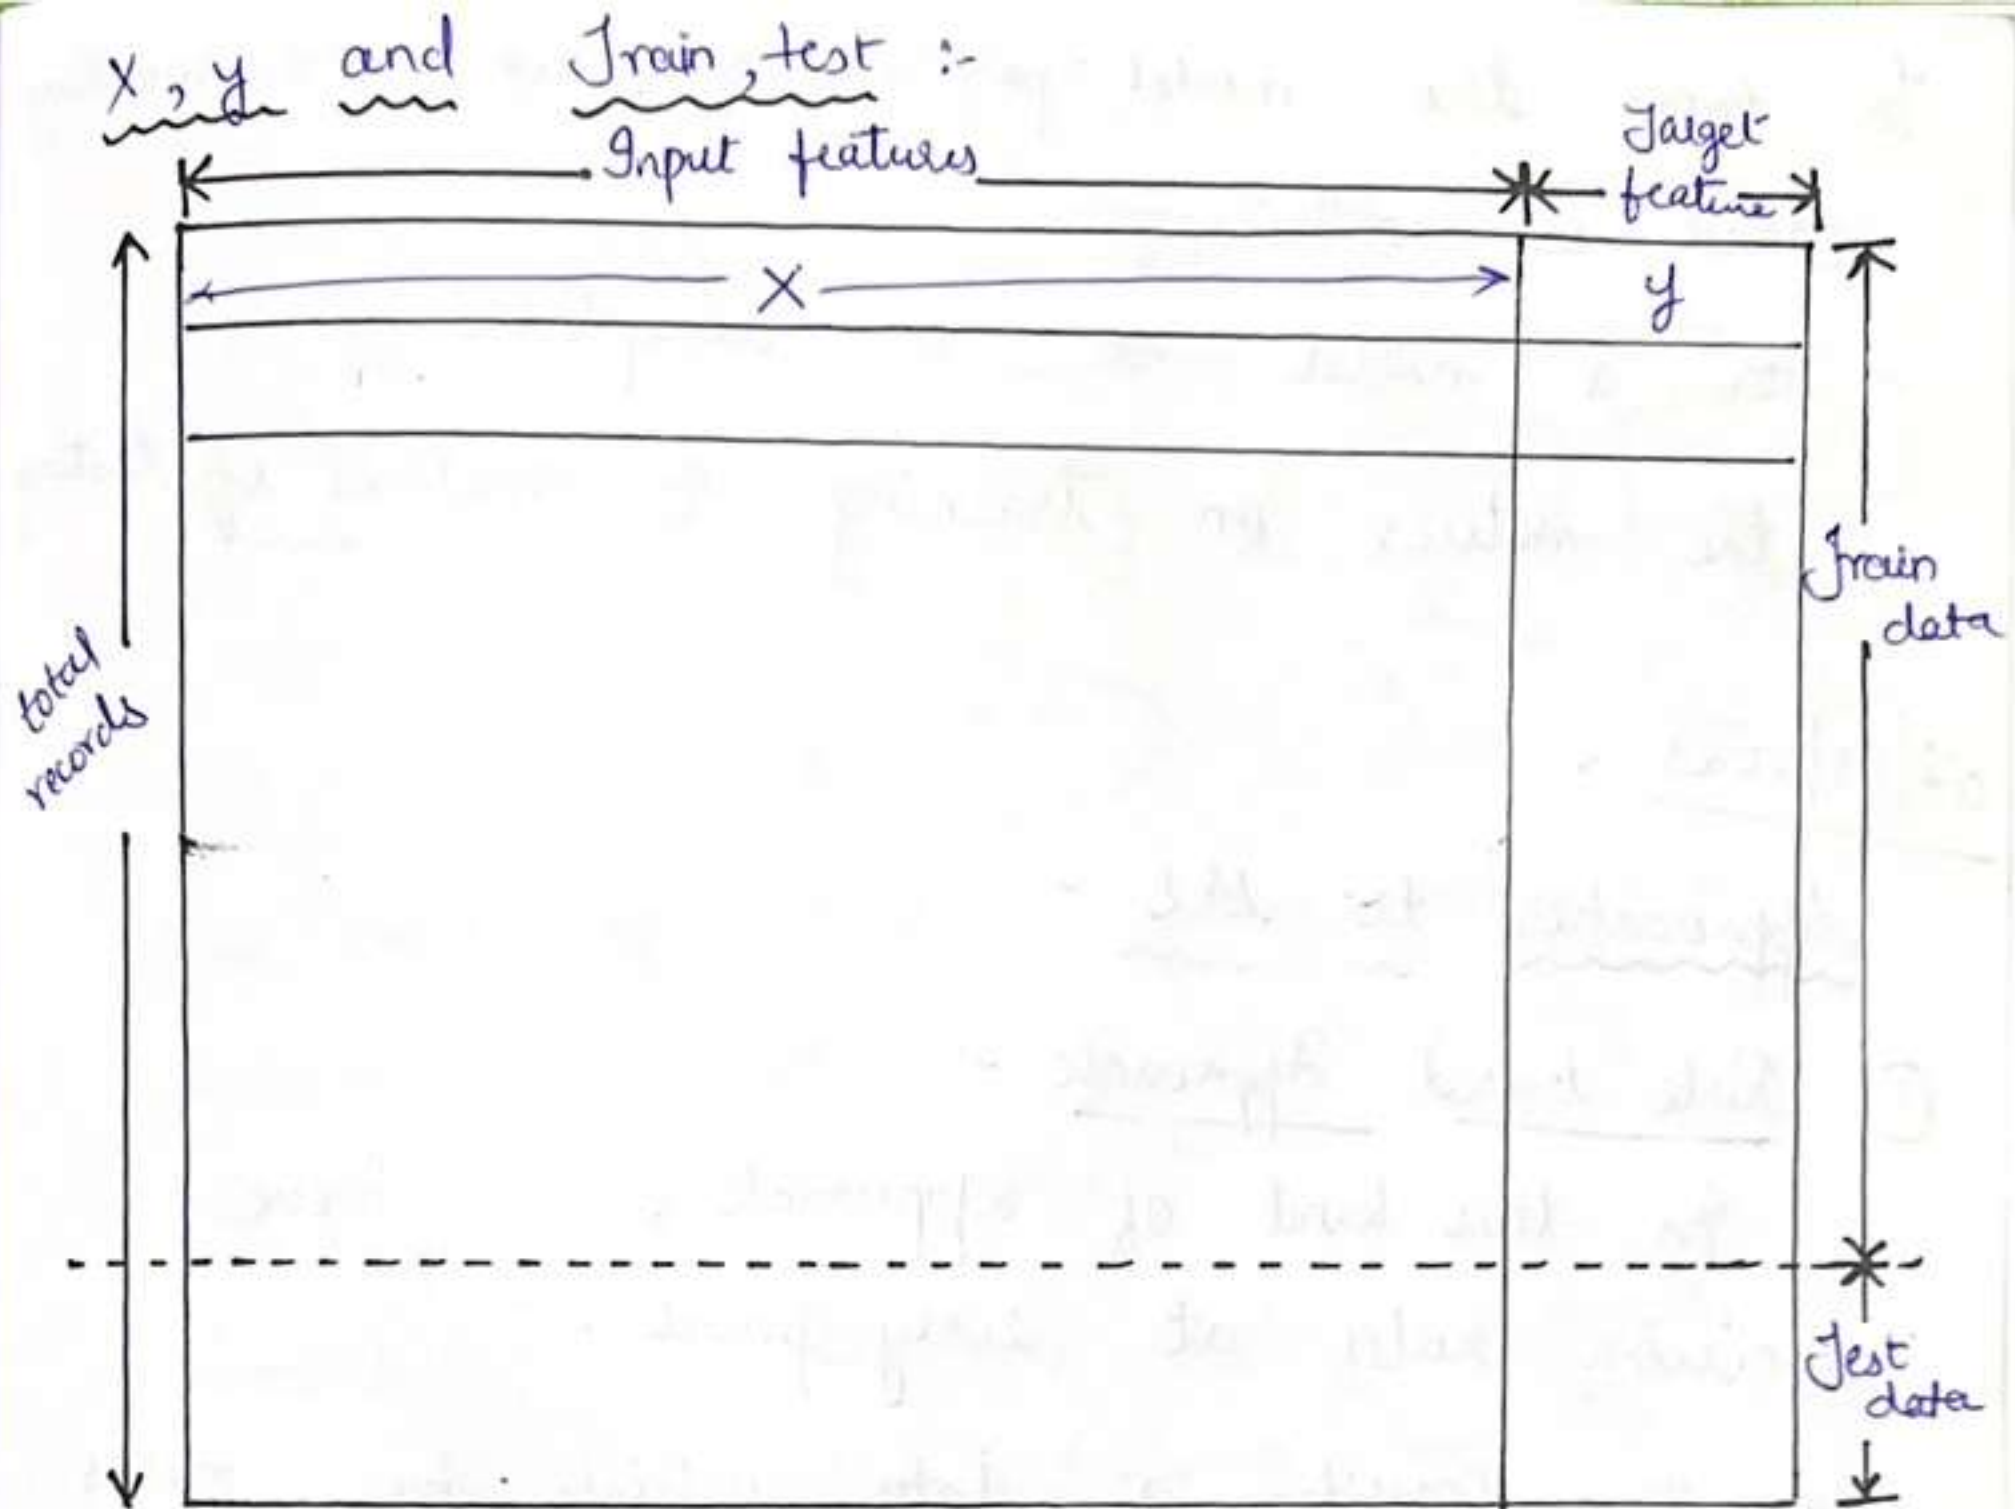 X, y and Train, test :-
Input features
Target
feature
X
y
total
records
Train
data
Test
data